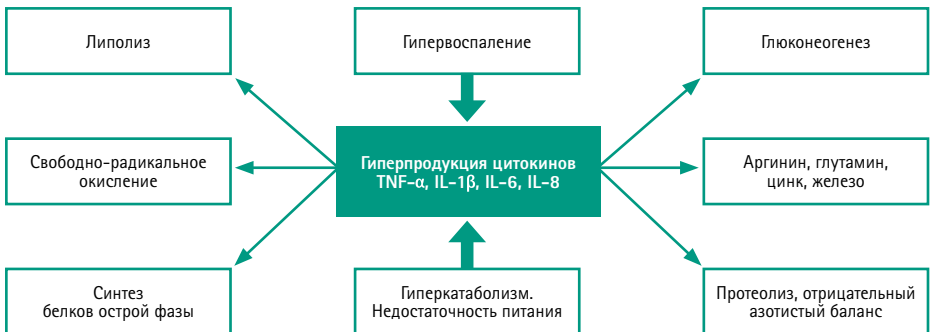 Липолиз
Гипервоспаление
Глюконеогенез
Свободно-радикальное
окисление
Гиперпродукция цитокинов
TNF-α, IL-1β, IL-6, IL-8
Аргинин, глутамин,
цинк, железо
Синтез
белков острой фазы
Гиперкатаболизм.
Недостаточность питания
Протеолиз, отрицательный
азотистый баланс